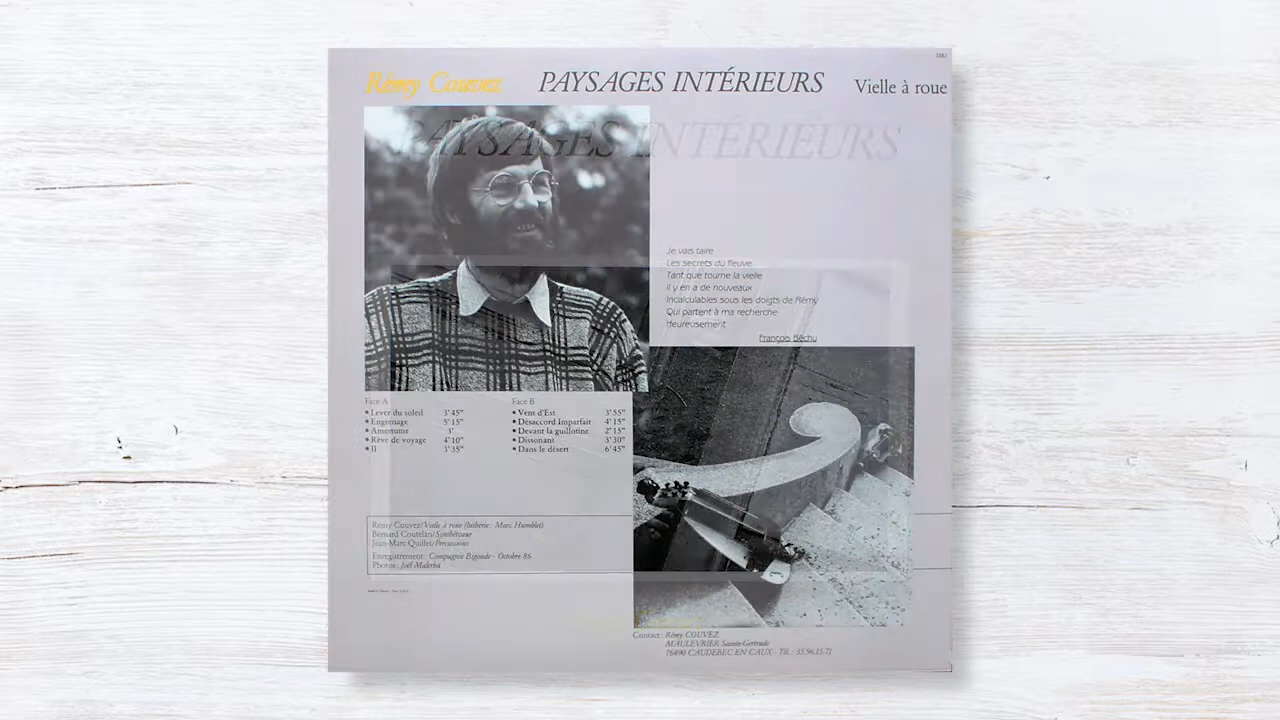 Rémy Couvez PAYSAGES INTÉRIEURS Vielle à roue
PAYSAGES INTÉRIEURS
Je vais taire
Les secrets du fleuve
Tant que tourne la vielle
Il y en a de nouveaux
Incalculables sous les doigts de Rémy
Qui partent à ma recherche
Heureusement
François Béchu
Face A
• Lever du soleil 3'45"
• Engrenage 5'15"
• Amertume 3'
• Rêve de voyage 4'10"
• II 3'35"
Face B
• Vent d'Est 3'55"
• Désaccord Imparfait 4'15"
• Devant la guillotine 2'15"
• Dissonant 3'30"
• Dans le désert 6'45"
Rémy Couvez/Vielle à roue (lutherie: Marc Humblet)
Bernard Coutelan/Synthétiseur
Jean-Marc Quillet/Percussions
Enregistrement: Compagnie Bigoude - Octobre 86
Photos: Joël Malerba
Contact: Rémy COUVEZ
MAULEVRIER Sainte-Gertrude
76490 CAUDEBEC EN CAUX - Tél.: 35.96.15.71